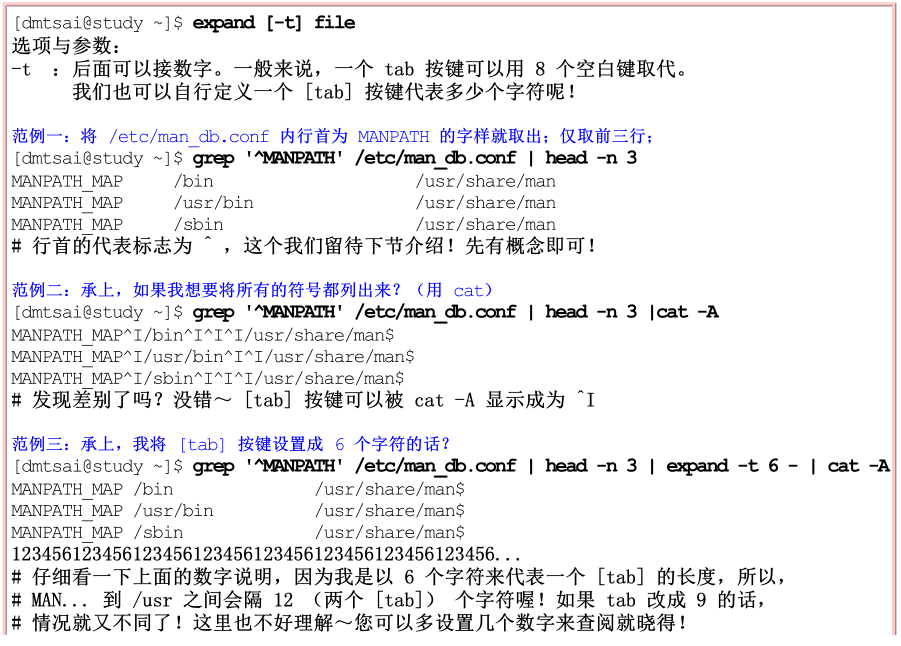 [dmtsai@study ~]$ expand [-t] file
选项与参数：
-t  ：后面可以接数字。一般来说，一个 tab 按键可以用 8 个空白键取代。
      我们也可以自行定义一个 [tab] 按键代表多少个字符呢！
范例一：将 /etc/man_db.conf 内行首为 MANPATH 的字样就取出；仅取前三行；
[dmtsai@study ~]$ grep '^MANPATH' /etc/man_db.conf | head -n 3
MANPATH_MAP     /bin                    /usr/share/man
MANPATH_MAP     /usr/bin                /usr/share/man
MANPATH_MAP     /sbin                   /usr/share/man
# 行首的代表标志为 ^ ，这个我们留待下节介绍！先有概念即可！
范例二：承上，如果我想要将所有的符号都列出来？（用 cat）
[dmtsai@study ~]$ grep '^MANPATH' /etc/man_db.conf | head -n 3 |cat -A
MANPATH_MAP^I/bin^I^I^I/usr/share/man$
MANPATH_MAP^I/usr/bin^I^I/usr/share/man$
MANPATH_MAP^I/sbin^I^I^I/usr/share/man$
# 发现差别了吗？没错～ [tab] 按键可以被 cat -A 显示成为 ^I
范例三：承上，我将 [tab] 按键设置成 6 个字符的话？
[dmtsai@study ~]$ grep '^MANPATH' /etc/man_db.conf | head -n 3 | expand -t 6 - | cat -A
MANPATH_MAP /bin              /usr/share/man$
MANPATH_MAP /usr/bin          /usr/share/man$
MANPATH_MAP /sbin             /usr/share/man$
123456123456123456123456123456123456123456123456...
# 仔细看一下上面的数字说明，因为我是以 6 个字符来代表一个 [tab] 的长度，所以，
# MAN... 到 /usr 之间会隔 12 （两个 [tab]） 个字符喔！如果 tab 改成 9 的话，
# 情况就又不同了！这里也不好理解～您可以多设置几个数字来查阅就晓得！